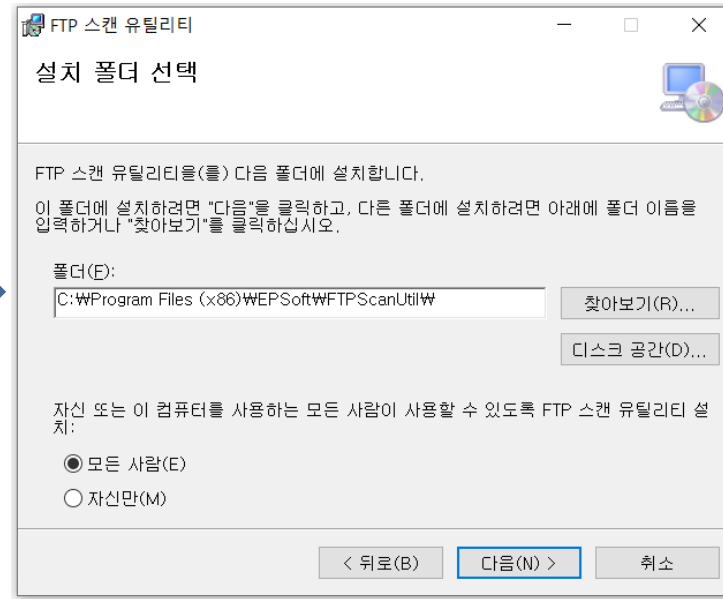 FTP 스캔 유틸리티
설치 폴더 선택
FTP 스캔 유틸리티을(를) 다음 폴더에 설치합니다.
이 폴더에 설치하려면 "다음"을 클릭하고, 다른 폴더에 설치하려면 아래에 폴더 이름을
입력하거나 "찾아보기"를 클릭하십시오.
폴더(F):
C:₩Program Files (x86)₩EPSoft₩FTPScanUtil₩
찾아보기(R)...
디스크 공간(D)...
자신 또는 이 컴퓨터를 사용하는 모든 사람이 사용할 수 있도록 FTP 스캔 유틸리티 설
치:
모든 사람(E)
자신만(M)
< 뒤로(B)
다음(N) >
취소